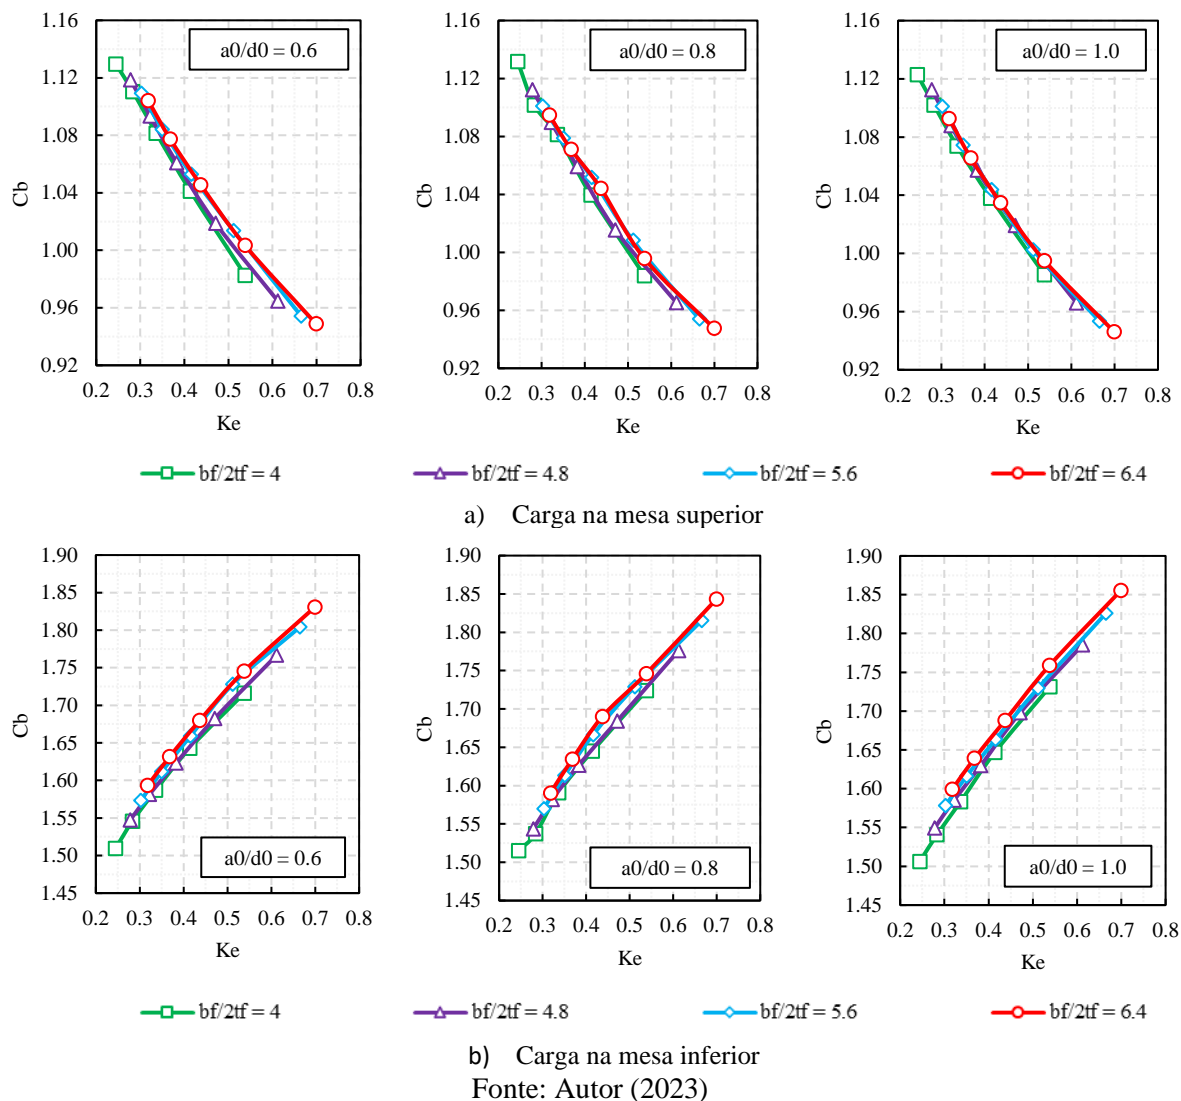 1.16
1.12
1.08
1.04
1.00
0.96
0.92
Cb
a0/d0 = 0.6
0.2 0.3 0.4 0.5 0.6 0.7 0.8
Ke
1.16
1.12
1.08
1.04
1.00
0.96
0.92
Cb
a0/d0 = 0.8
0.2 0.3 0.4 0.5 0.6 0.7 0.8
Ke
1.16
1.12
1.08
1.04
1.00
0.96
0.92
Cb
a0/d0 = 1.0
0.2 0.3 0.4 0.5 0.6 0.7 0.8
Ke
bf/2tf = 4 bf/2tf = 4.8 bf/2tf = 5.6 bf/2tf = 6.4
a) Carga na mesa superior
1.90
1.85
1.80
1.75
1.70
1.65
1.60
1.55
1.50
1.45
Cb
a0/d0 = 0.6
0.2 0.3 0.4 0.5 0.6 0.7 0.8
Ke
1.90
1.85
1.80
1.75
1.70
1.65
1.60
1.55
1.50
1.45
Cb
a0/d0 = 0.8
0.2 0.3 0.4 0.5 0.6 0.7 0.8
Ke
1.90
1.85
1.80
1.75
1.70
1.65
1.60
1.55
1.50
1.45
Cb
a0/d0 = 1.0
0.2 0.3 0.4 0.5 0.6 0.7 0.8
Ke
bf/2tf = 4 bf/2tf = 4.8 bf/2tf = 5.6 bf/2tf = 6.4
b) Carga na mesa inferior
Fonte: Autor (2023)